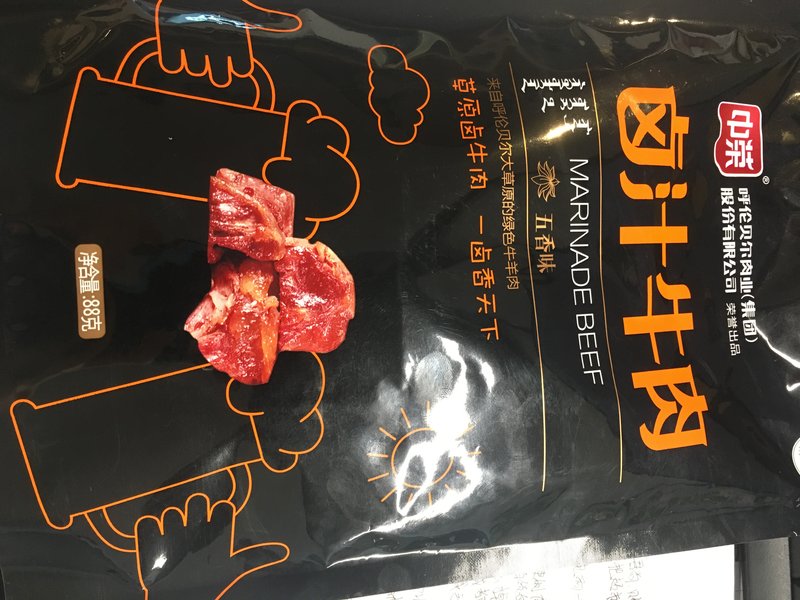 中荣®
呼伦贝尔肉业(集团)
股份有限公司 荣誉出品
卤汁牛肉
MARINADE BEEF
五香味
来自呼伦贝尔大草原的绿色牛羊肉
草原卤牛肉 一卤香天下
净含量:88克